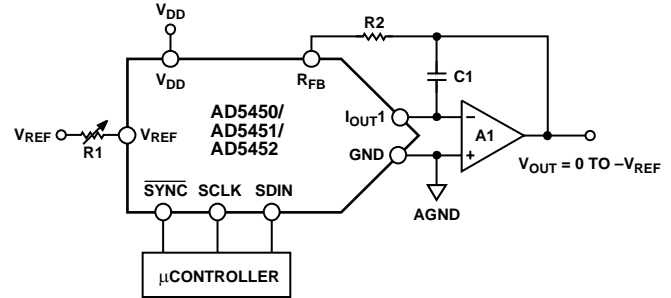 VDD
R2
VDD
RFB
C1
AD5450/
AD5451/
AD5452
IOUT1
VREF
R1
VREF
GND
A1
VOUT = 0 TO –VREF
SYNC SCLK SDIN
AGND
μCONTROLLER